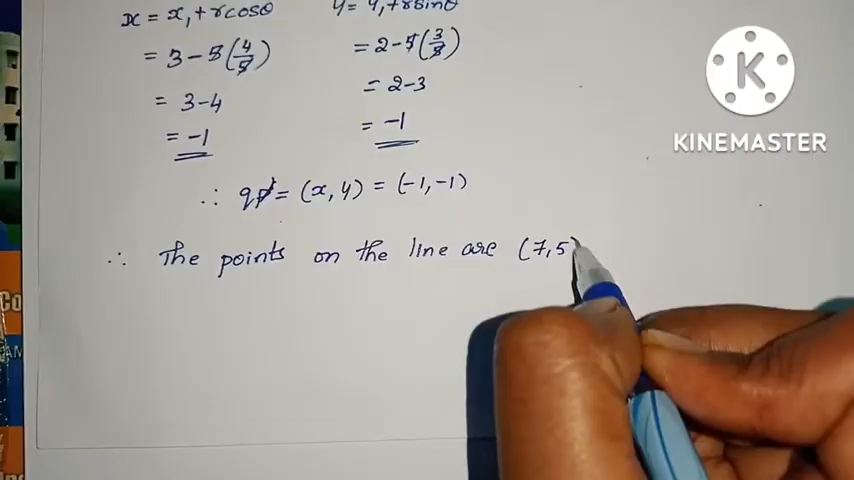 x = x₁ + r cosθ y = y₁ + r sinθ
= 3 - 5(4/5) = 2 - 5(3/5)
= 3 - 4 = 2 - 3
= -1 = -1
∴ = (x, y) = (-1, -1)
∴ The points on the line are (7, 5)
K
KINEMASTER